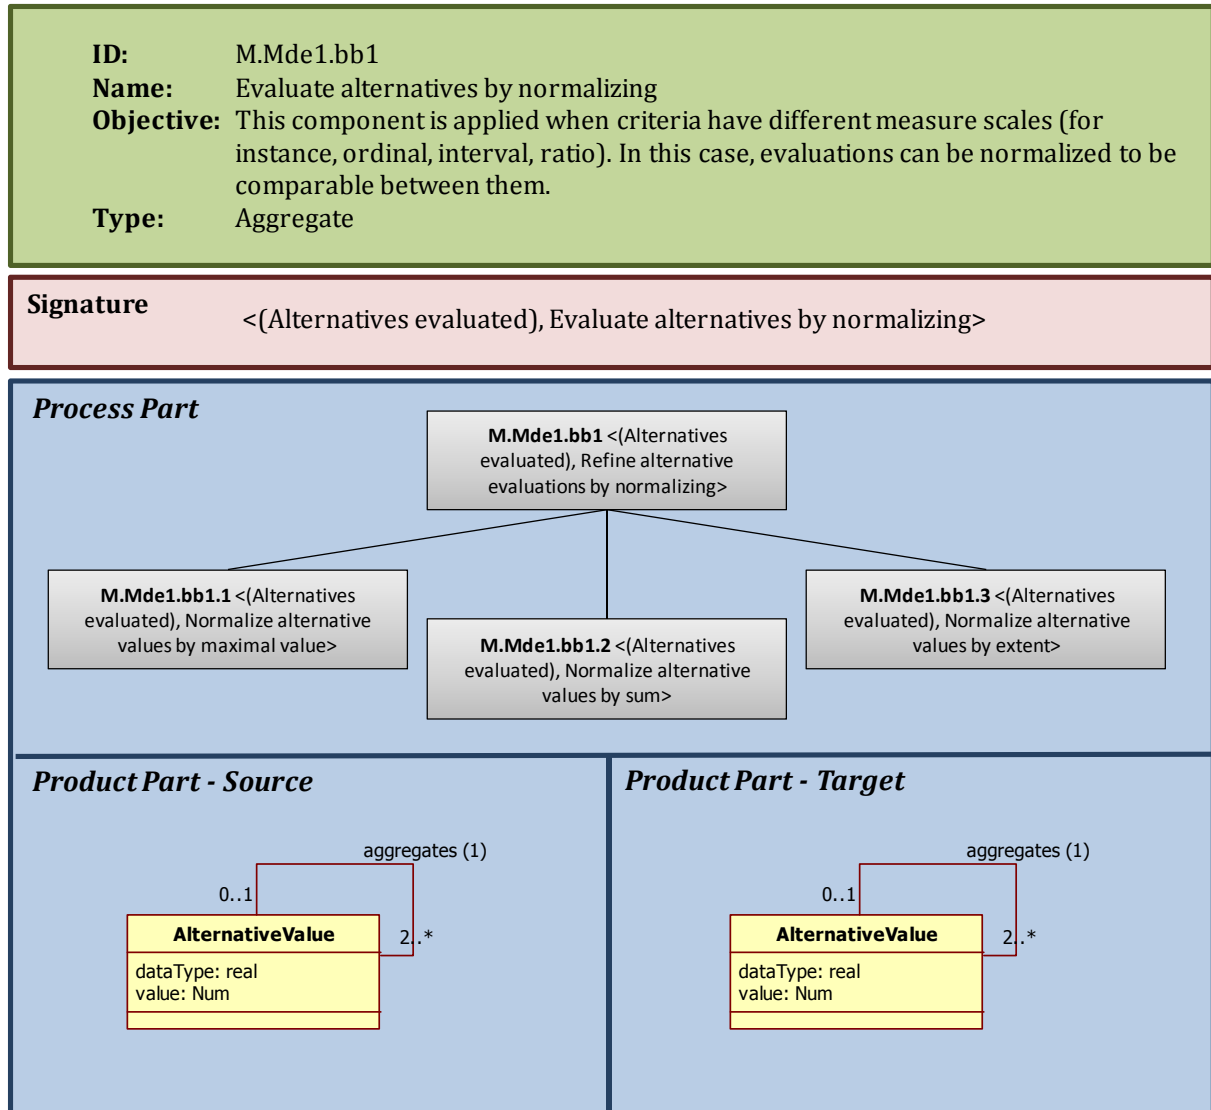 ID: M.Mde1.bb1
Name: Evaluate alternatives by normalizing
Objective: This component is applied when criteria have different measure scales (for
instance, ordinal, interval, ratio). In this case, evaluations can be normalized to be
comparable between them.
Type: Aggregate
Signature
<(Alternatives evaluated), Evaluate alternatives by normalizing>
Process Part
M.Mde1.bb1 <(Alternatives
evaluated), Refine alternative
evaluations by normalizing>
M.Mde1.bb1.1 <(Alternatives
evaluated), Normalize alternative
values by maximal value>
M.Mde1.bb1.2 <(Alternatives
evaluated), Normalize alternative
values by sum>
M.Mde1.bb1.3 <(Alternatives
evaluated), Normalize alternative
values by extent>
Product Part - Source
aggregates (1)
0..1
AlternativeValue
2..*
dataType: real
value: Num
Product Part - Target
aggregates (1)
0..1
AlternativeValue
2..*
dataType: real
value: Num